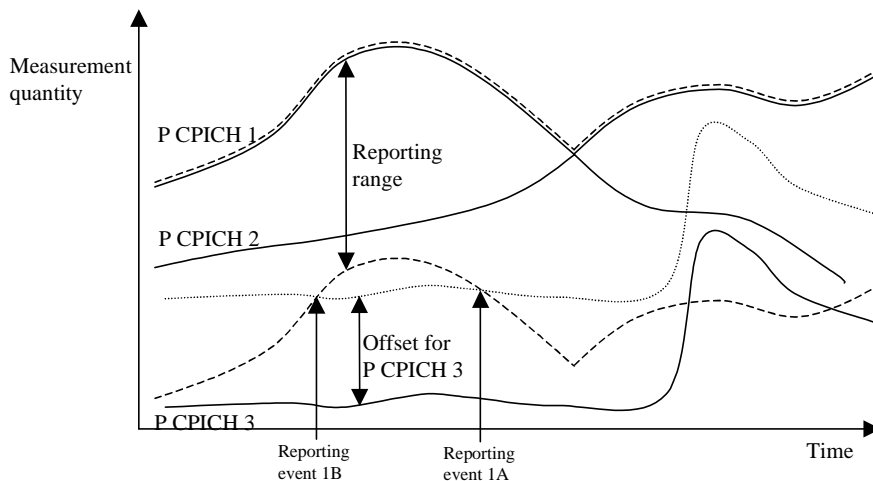 Measurement
quantity
P CPICH 1
Reporting
range
P CPICH 2
Offset for
P CPICH 3
P CPICH 3
Reporting
event 1B
Reporting
event 1A
Time